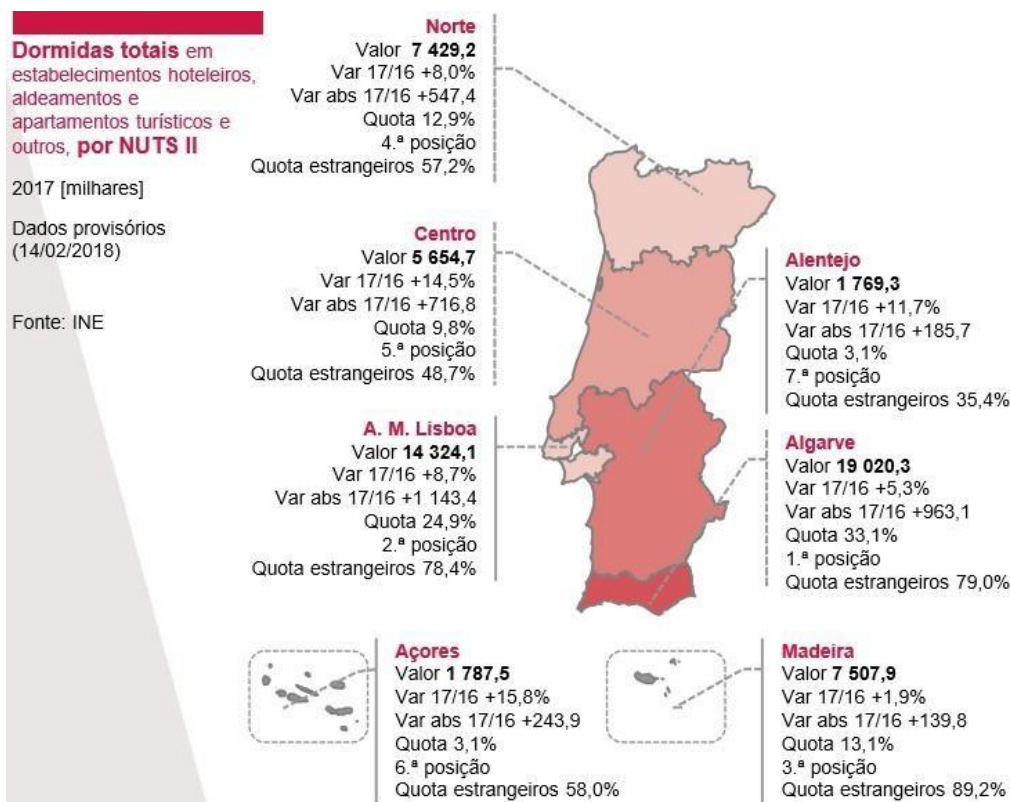 Dormidas totais em
estabelecimentos hoteleiros,
aldeamentos e
apartamentos turísticos e
outros, por NUTS II
2017 [milhares]
Dados provisórios
(14/02/2018)
Fonte: INE
Norte
Valor 7 429,2
Var 17/16 +8,0%
Var abs 17/16 +547,4
Quota 12,9%
4.ª posição
Quota estrangeiros 57,2%
Centro
Valor 5 654,7
Var 17/16 +14,5%
Var abs 17/16 +716,8
Quota 9,8%
5.ª posição
Quota estrangeiros 48,7%
A. M. Lisboa
Valor 14 324,1
Var 17/16 +8,7%
Var abs 17/16 +1 143,4
Quota 24,9%
2.ª posição
Quota estrangeiros 78,4%
Alentejo
Valor 1 769,3
Var 17/16 +11,7%
Var abs 17/16 +185,7
Quota 3,1%
7.ª posição
Quota estrangeiros 35,4%
Algarve
Valor 19 020,3
Var 17/16 +5,3%
Var abs 17/16 +963,1
Quota 33,1%
1.ª posição
Quota estrangeiros 79,0%
Açores
Valor 1 787,5
Var 17/16 +15,8%
Var abs 17/16 +243,9
Quota 3,1%
6.ª posição
Quota estrangeiros 58,0%
Madeira
Valor 7 507,9
Var 17/16 +1,9%
Var abs 17/16 +139,8
Quota 13,1%
3.ª posição
Quota estrangeiros 89,2%